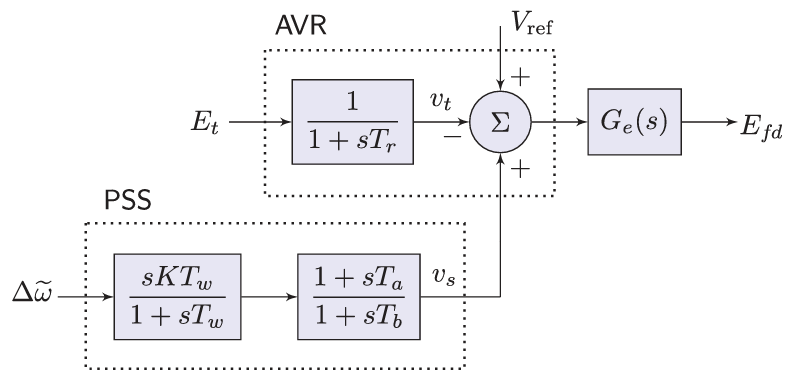 AVR
V_ref
+
E_t
1
1 + sT_r
v_t
−
Σ
G_e(s)
E_fd
+
PSS
Δω̃
sKT_w
1 + sT_w
1 + sT_a
1 + sT_b
v_s